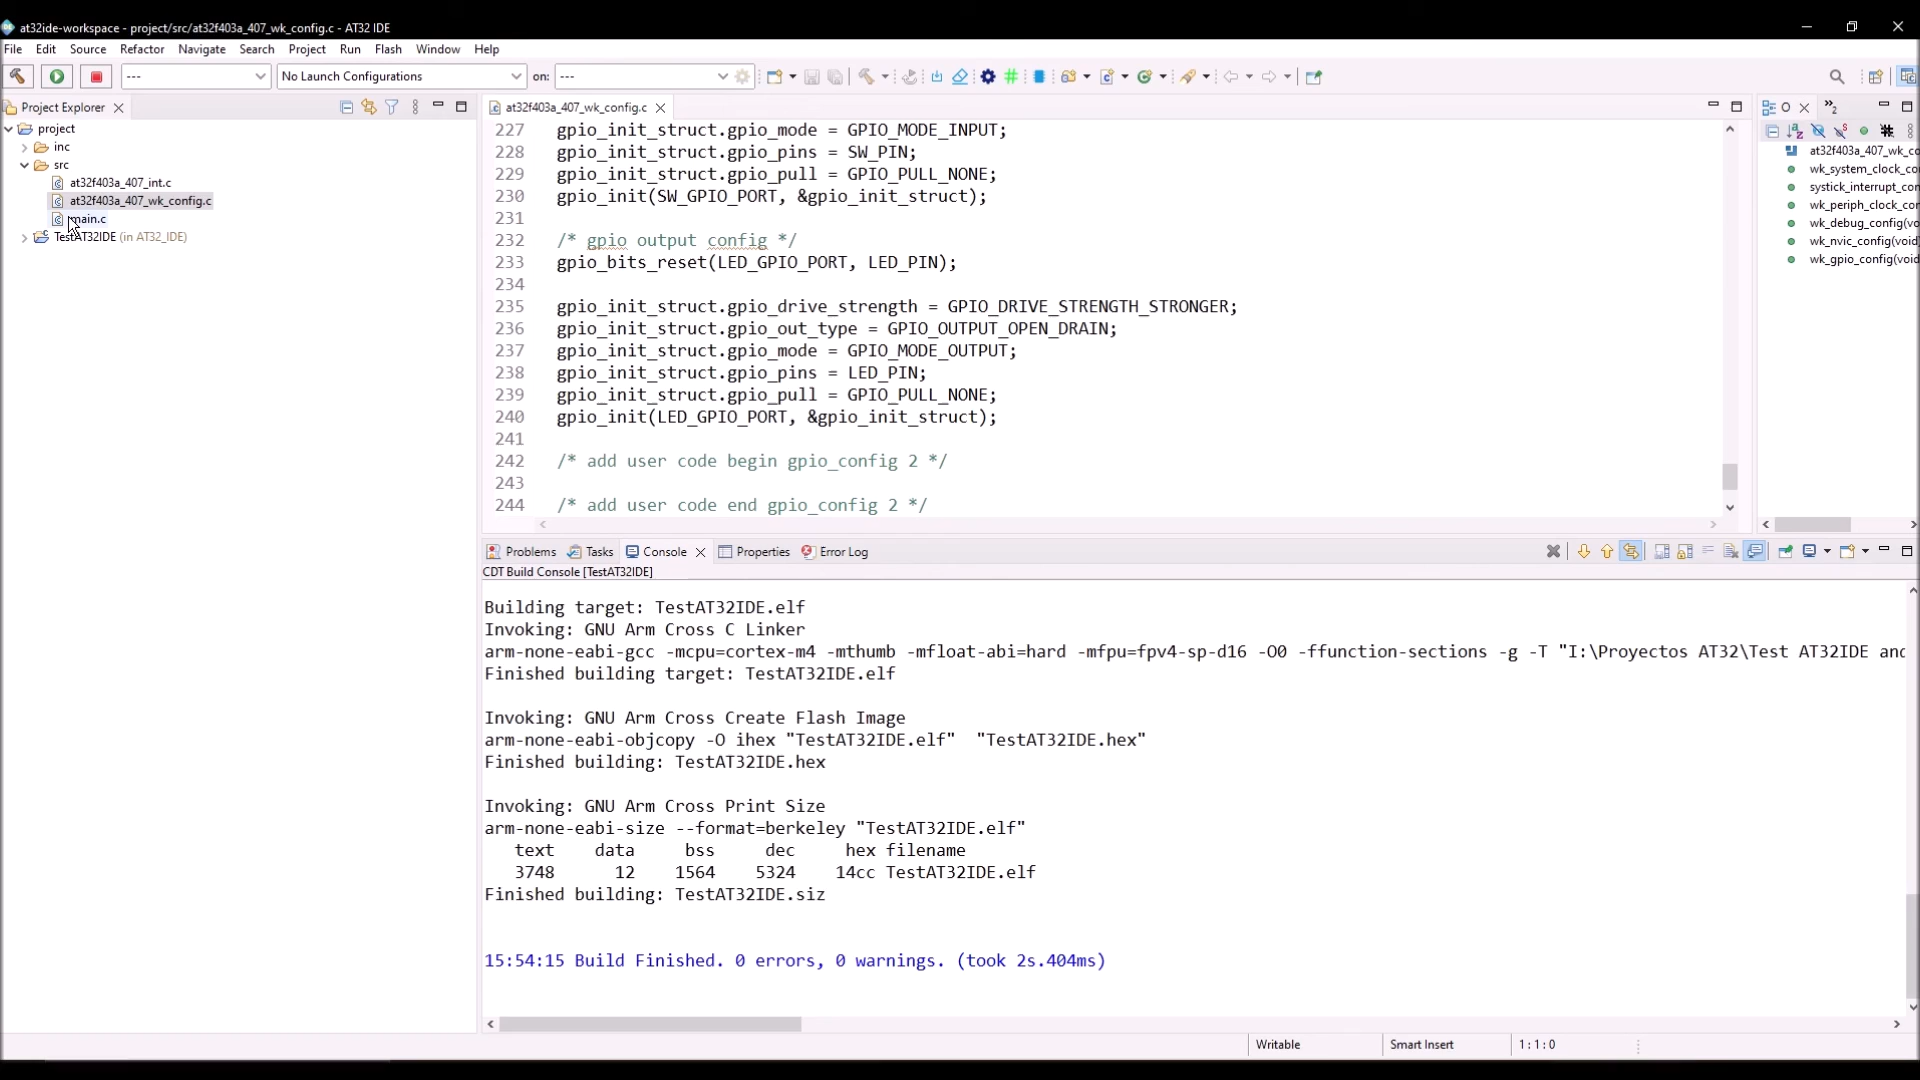 at32ide-workspace - project/src/at32f403a_407_wk_config.c - AT32 IDE
File Edit Source Refactor Navigate Search Project Run Flash Window Help
--- No Launch Configurations on: ---
Project Explorer
project
inc
src
at32f403a_407_int.c
at32f403a_407_wk_config.c
main.c
TestAT32IDE (in AT32_IDE)
at32f403a_407_wk_config.c
227 gpio_init_struct.gpio_mode = GPIO_MODE_INPUT;
228 gpio_init_struct.gpio_pins = SW_PIN;
229 gpio_init_struct.gpio_pull = GPIO_PULL_NONE;
230 gpio_init(SW_GPIO_PORT, &gpio_init_struct);
231
232 /* gpio output config */
233 gpio_bits_reset(LED_GPIO_PORT, LED_PIN);
234
235 gpio_init_struct.gpio_drive_strength = GPIO_DRIVE_STRENGTH_STRONGER;
236 gpio_init_struct.gpio_out_type = GPIO_OUTPUT_OPEN_DRAIN;
237 gpio_init_struct.gpio_mode = GPIO_MODE_OUTPUT;
238 gpio_init_struct.gpio_pins = LED_PIN;
239 gpio_init_struct.gpio_pull = GPIO_PULL_NONE;
240 gpio_init(LED_GPIO_PORT, &gpio_init_struct);
241
242 /* add user code begin gpio_config 2 */
243
244 /* add user code end gpio_config 2 */
O
2
at32f403a_407_wk_co
wk_system_clock_co
systick_interrupt_co
wk_periph_clock_co
wk_debug_config(vo
wk_nvic_config(void
wk_gpio_config(void
Problems Tasks Console Properties Error Log
CDT Build Console [TestAT32IDE]
Building target: TestAT32IDE.elf
Invoking: GNU Arm Cross C Linker
arm-none-eabi-gcc -mcpu=cortex-m4 -mthumb -mfloat-abi=hard -mfpu=fpv4-sp-d16 -O0 -ffunction-sections -g -T "I:\Proyectos AT32\Test AT32IDE and
Finished building target: TestAT32IDE.elf
Invoking: GNU Arm Cross Create Flash Image
arm-none-eabi-objcopy -O ihex "TestAT32IDE.elf" "TestAT32IDE.hex"
Finished building: TestAT32IDE.hex
Invoking: GNU Arm Cross Print Size
arm-none-eabi-size --format=berkeley "TestAT32IDE.elf"
text data bss dec hex filename
3748 12 1564 5324 14cc TestAT32IDE.elf
Finished building: TestAT32IDE.siz
15:54:15 Build Finished. 0 errors, 0 warnings. (took 2s.404ms)
Writable Smart Insert 1 : 1 : 0